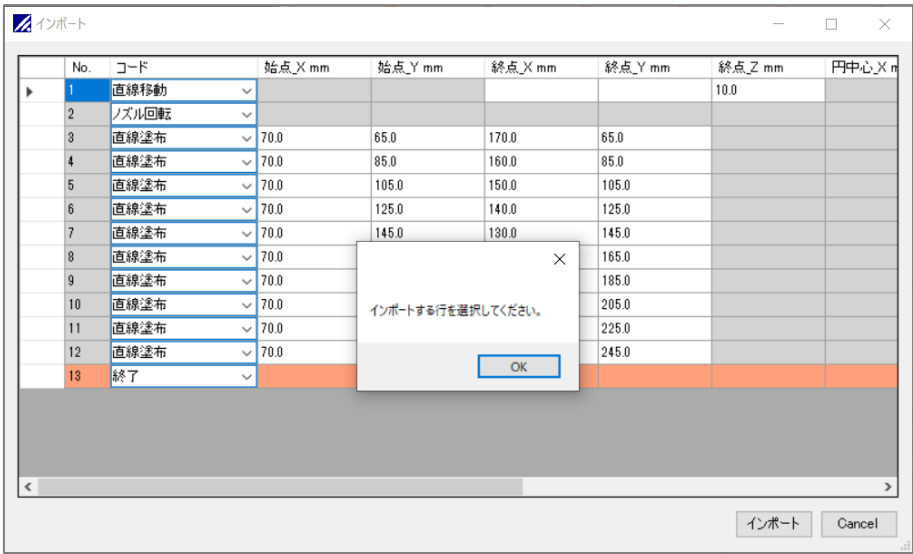 インポート
No. コード 始点_X mm 始点_Y mm 終点_X mm 終点_Y mm 終点_Z mm 円中心_X m
1 直線移動 10.0
2 ノズル回転
3 直線塗布 70.0 65.0 170.0 65.0
4 直線塗布 70.0 85.0 160.0 85.0
5 直線塗布 70.0 105.0 150.0 105.0
6 直線塗布 70.0 125.0 140.0 125.0
7 直線塗布 70.0 145.0 130.0 145.0
8 直線塗布 70.0 165.0
9 直線塗布 70.0 185.0
10 直線塗布 70.0 205.0
11 直線塗布 70.0 225.0
12 直線塗布 70.0 245.0
13 終了
インポートする行を選択してください。
OK
インポート Cancel